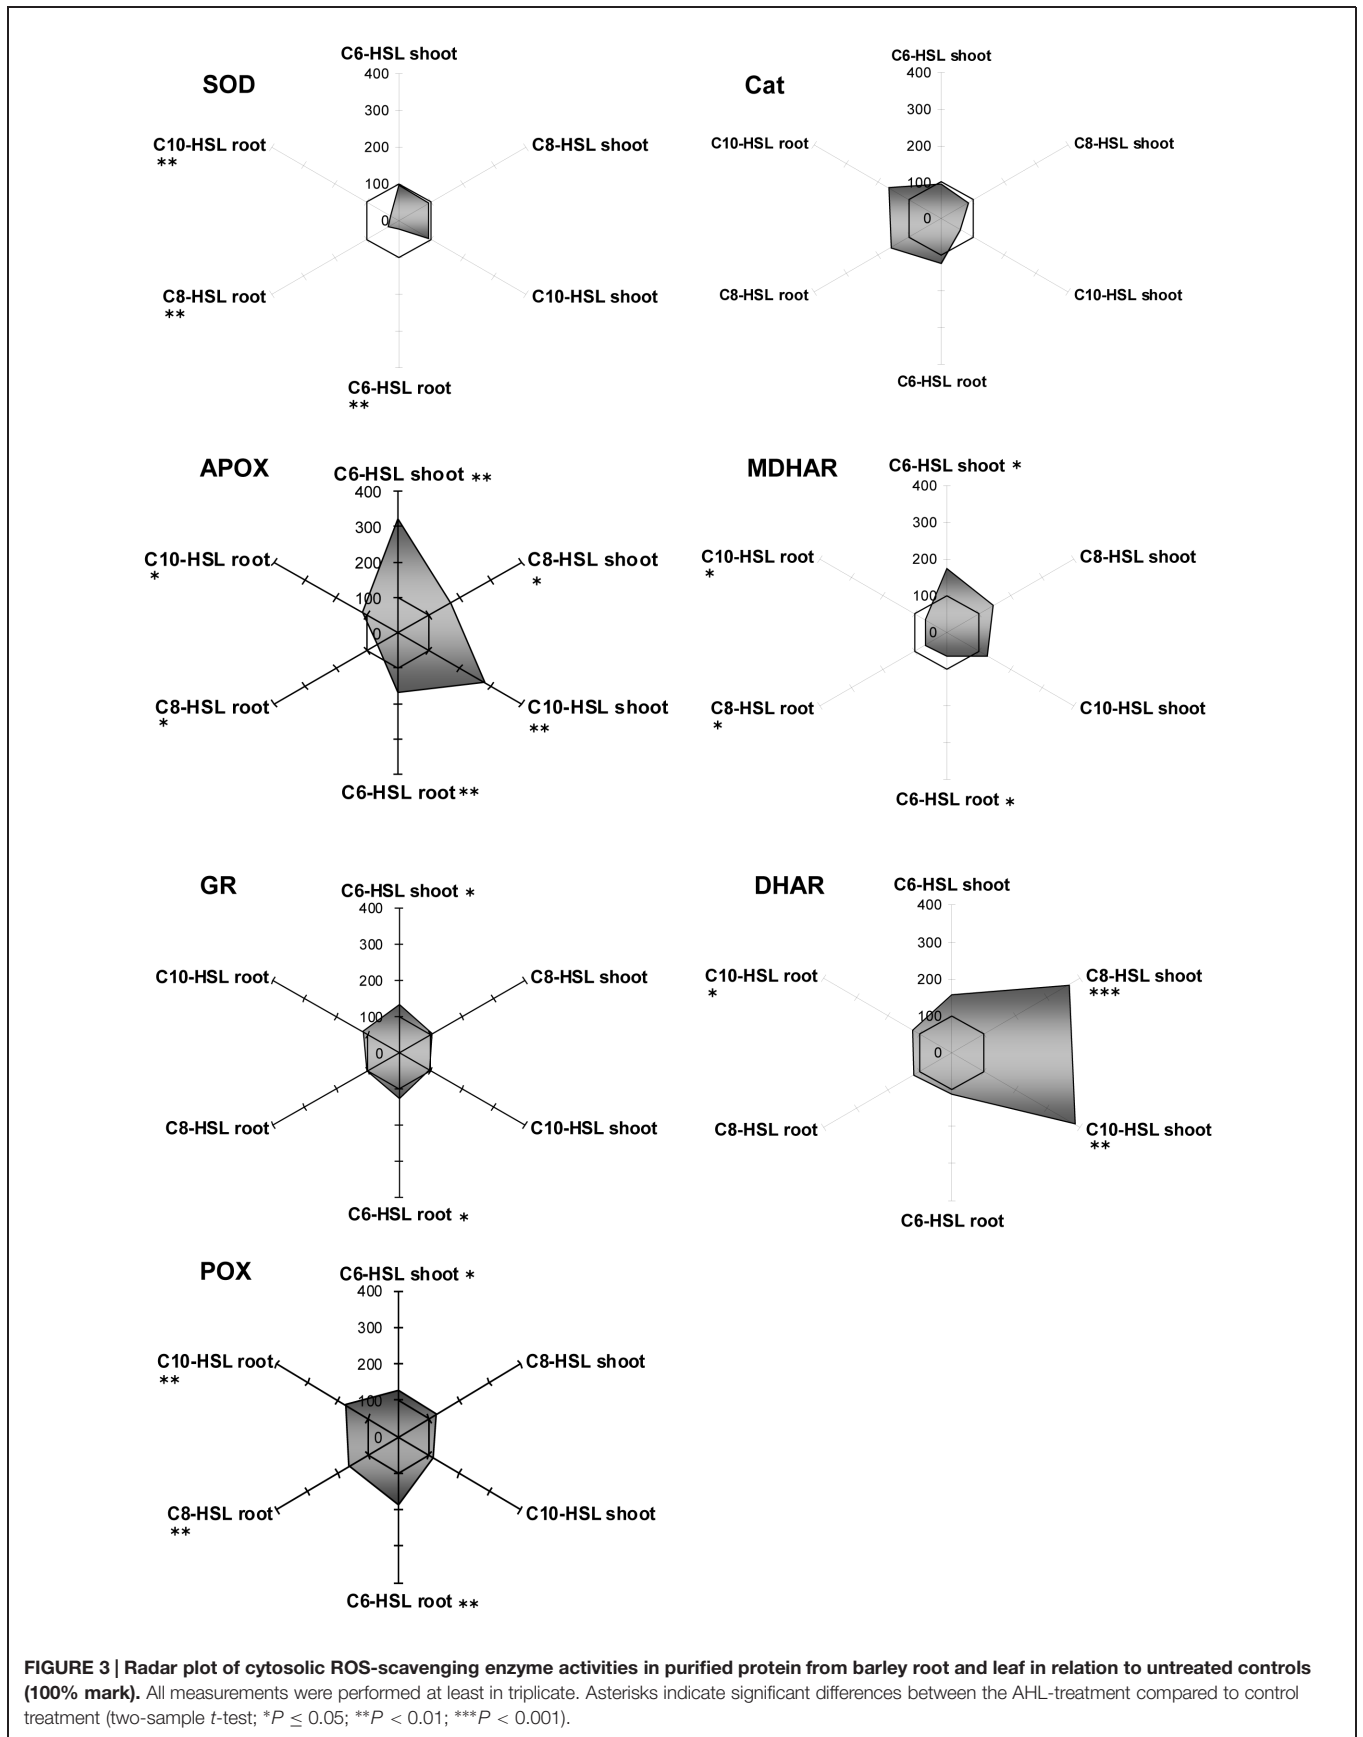 SOD
C6-HSL shoot
400
300
200
100
0
C10-HSL root
**
C8-HSL shoot
C8-HSL root
**
C10-HSL shoot
C6-HSL root
**
Cat
C6-HSL shoot
400
300
200
100
0
C10-HSL root
C8-HSL shoot
C8-HSL root
C10-HSL shoot
C6-HSL root
APOX
C6-HSL shoot **
400
300
200
100
0
C10-HSL root
*
C8-HSL shoot
*
C8-HSL root
*
C10-HSL shoot
**
C6-HSL root **
MDHAR
C6-HSL shoot *
400
300
200
100
0
C10-HSL root
*
C8-HSL shoot
C8-HSL root
*
C10-HSL shoot
C6-HSL root *
GR
C6-HSL shoot *
400
300
200
100
0
C10-HSL root
C8-HSL shoot
C8-HSL root
C10-HSL shoot
C6-HSL root *
DHAR
C6-HSL shoot
400
300
200
100
0
C10-HSL root
*
C8-HSL shoot
***
C8-HSL root
C10-HSL shoot
**
C6-HSL root
POX
C6-HSL shoot *
400
300
200
100
0
C10-HSL root
**
C8-HSL shoot
C8-HSL root
**
C10-HSL shoot
C6-HSL root **
FIGURE 3 | Radar plot of cytosolic ROS-scavenging enzyme activities in purified protein from barley root and leaf in relation to untreated controls
(100% mark). All measurements were performed at least in triplicate. Asterisks indicate significant differences between the AHL-treatment compared to control
treatment (two-sample t-test; *P ≤ 0.05; **P < 0.01; ***P < 0.001).